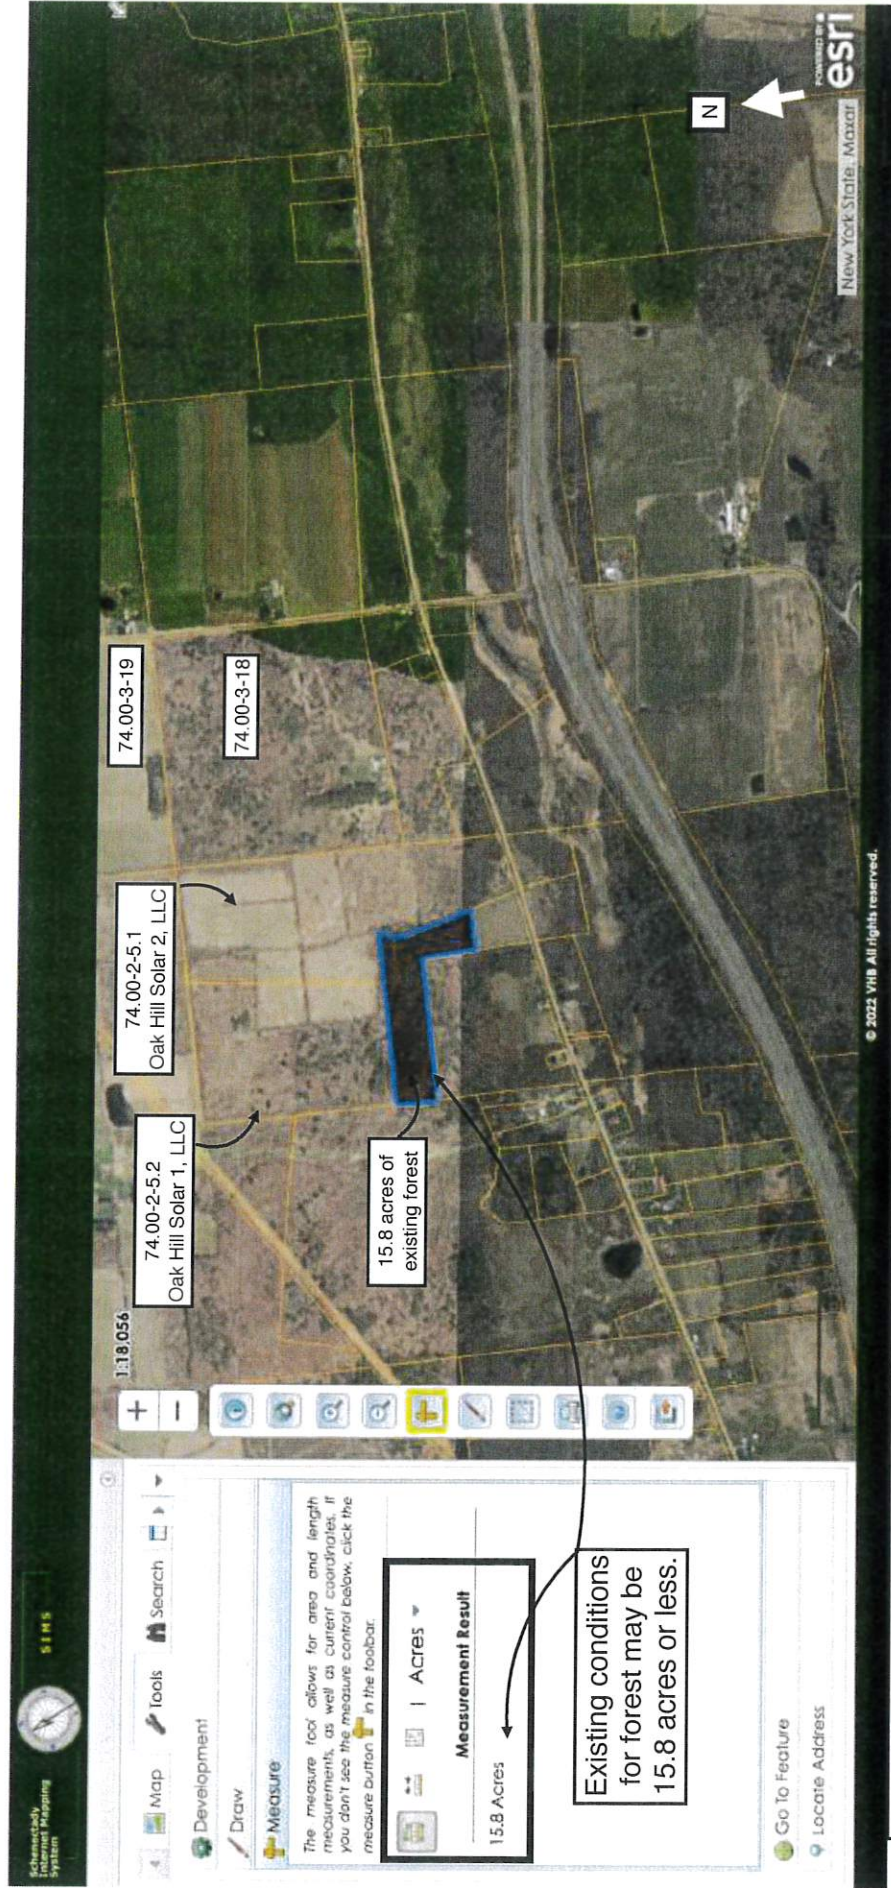 Schenectady
Internet Mapping
System
SIMS
Map
Tools
Search
Development
Draw
Measure
The measure tool allows for area and length
measurements, as well as current coordinates. If
you don't see the measure control below, click the
measure button in the toolbar.
Acres
Measurement Result
15.8 Acres
Existing conditions
for forest may be
15.8 acres or less.
Go To Feature
Locate Address
+
−
1:18,056
74.00-2-5.2
Oak Hill Solar 1, LLC
74.00-2-5.1
Oak Hill Solar 2, LLC
74.00-3-19
74.00-3-18
15.8 acres of
existing forest
N
POWERED BY
esri
New York State, Maxar
© 2022 VHB All rights reserved.